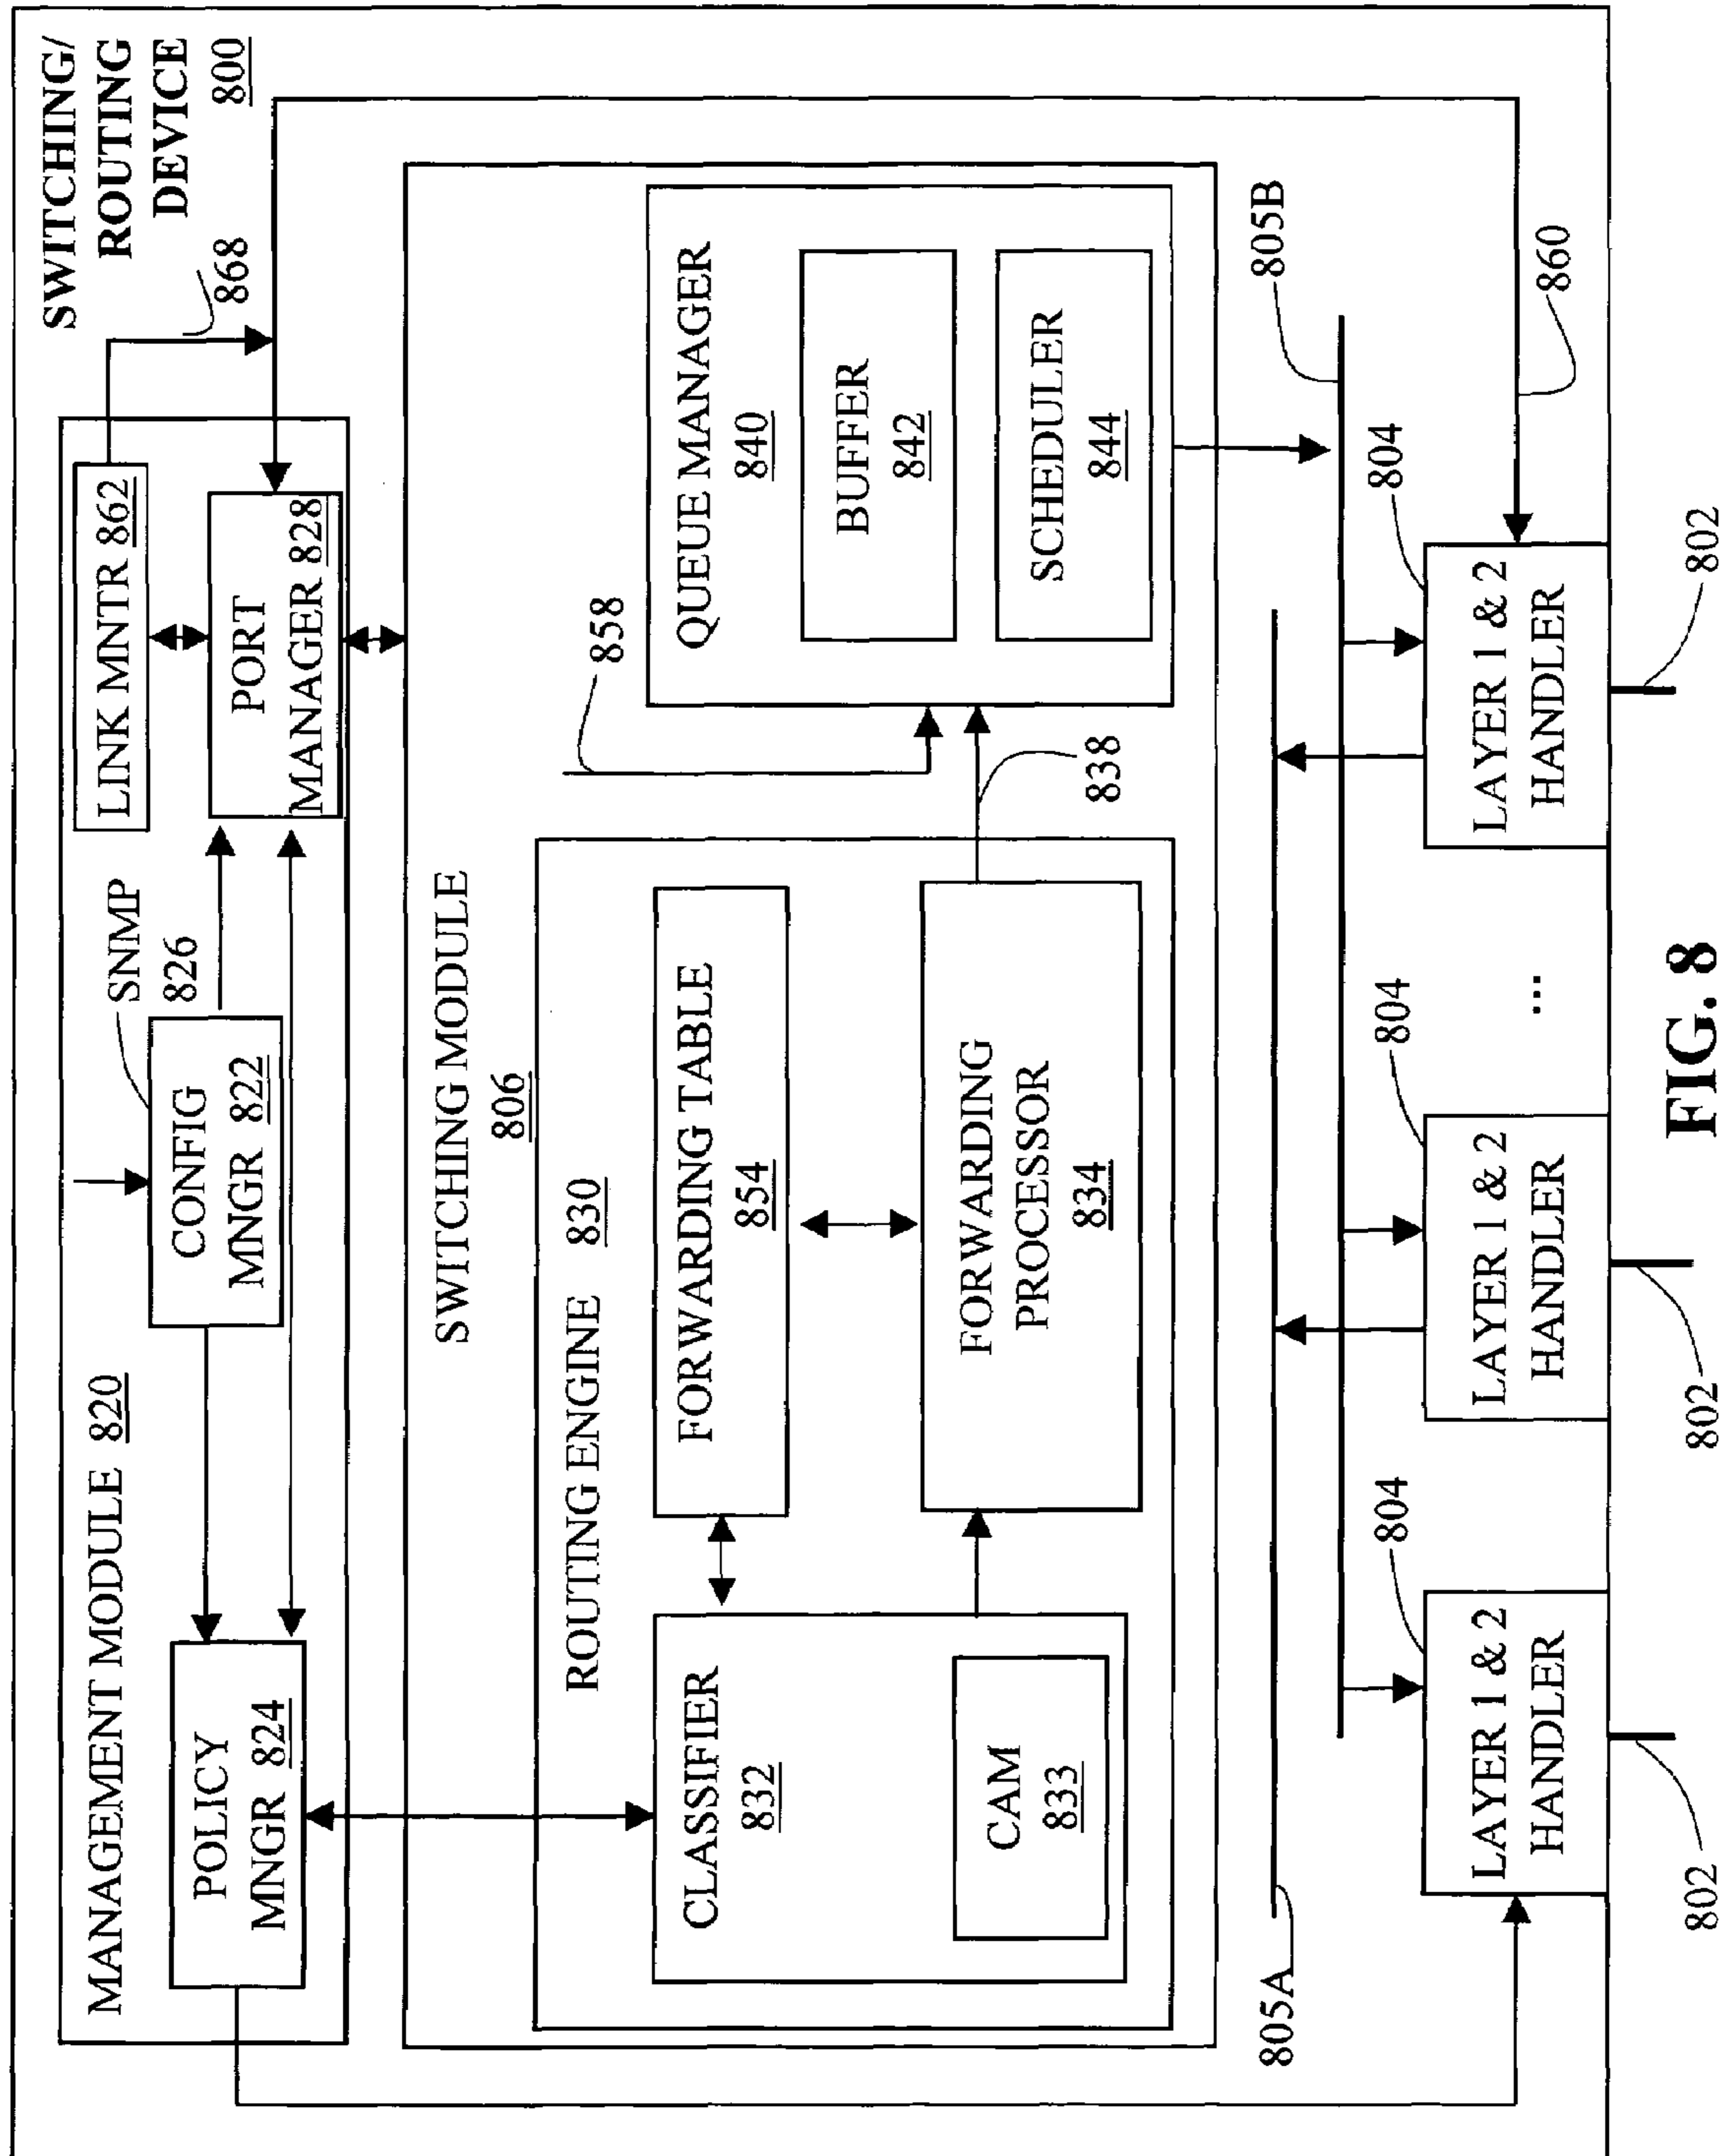 SWITCHING/
ROUTING
DEVICE
800
868
MANAGEMENT MODULE 820
POLICY
MNGR 824
CONFIG
MNGR 822
SNMP
826
LINK MNTR 862
PORT
MANAGER 828
SWITCHING MODULE
806
ROUTING ENGINE 830
CLASSIFIER
832
CAM
833
FORWARDING TABLE
854
FORWARDING
PROCESSOR
834
858
838
QUEUE MANAGER
840
BUFFER
842
SCHEDULER
844
805A
805B
804
LAYER 1 & 2
HANDLER
804
LAYER 1 & 2
HANDLER
...
804
LAYER 1 & 2
HANDLER
860
802
802
802
FIG. 8